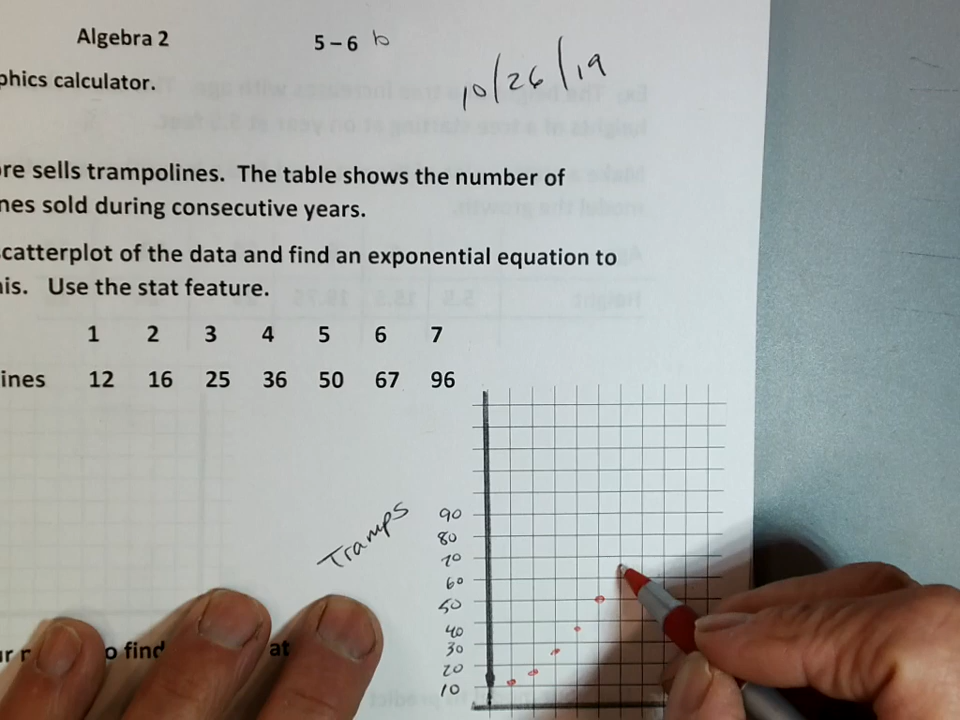 Algebra 2
5 – 6 b
10/26/19
phics calculator.
re sells trampolines. The table shows the number of
nes sold during consecutive years.
catterplot of the data and find an exponential equation to
is. Use the stat feature.
1 2 3 4 5 6 7
ines 12 16 25 36 50 67 96
Tramps
90
80
70
60
50
40
30
20
10
ur r o find at